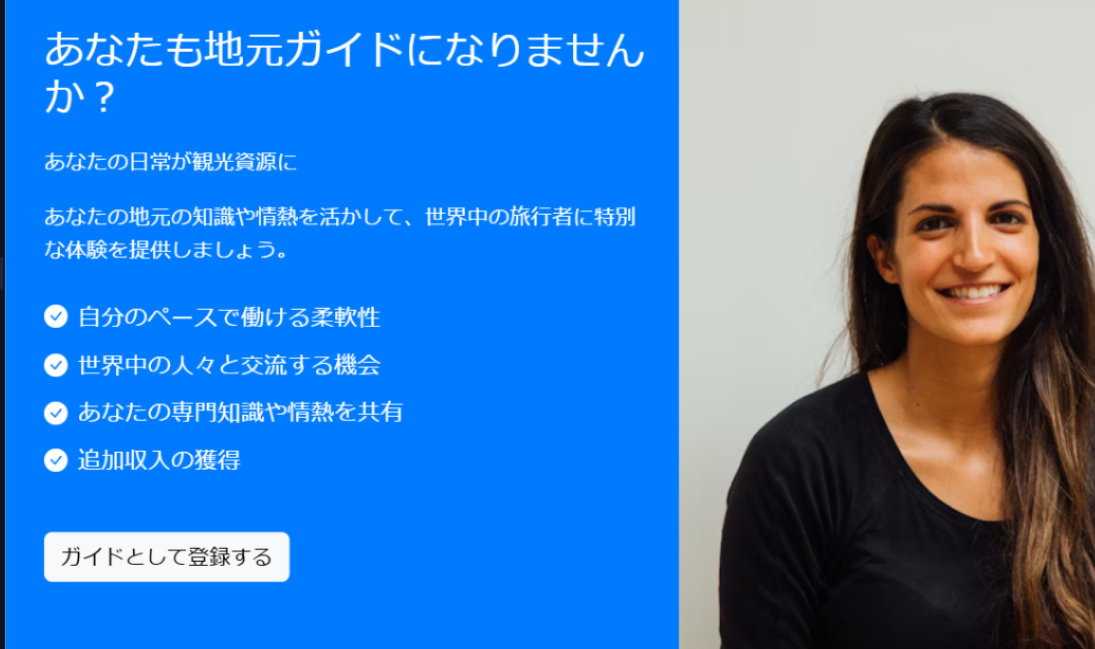 あなたも地元ガイドになりません
か？
あなたの日常が観光資源に
あなたの地元の知識や情熱を活かして、世界中の旅行者に特別
な体験を提供しましょう。
自分のペースで働ける柔軟性
世界中の人々と交流する機会
あなたの専門知識や情熱を共有
追加収入の獲得
ガイドとして登録する